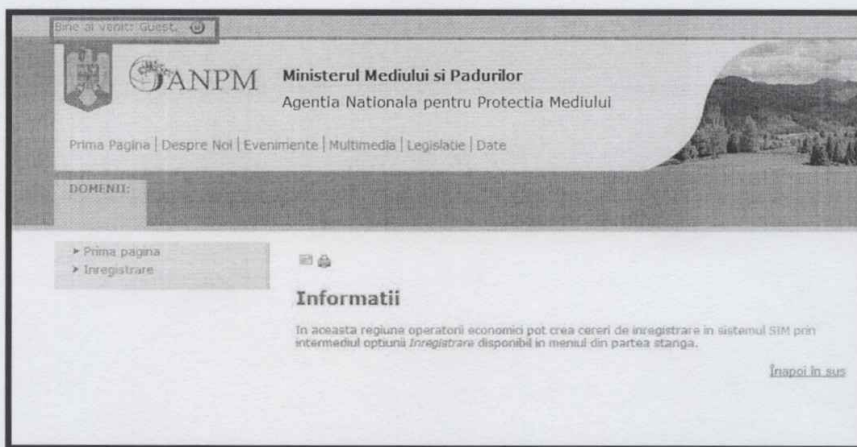 Bine ai venit: Guest.
ANPM
Ministerul Mediului si Padurilor
Agentia Nationala pentru Protectia Mediului
Prima Pagina | Despre Noi | Evenimente | Multimedia | Legislatie | Date
DOMENII:
Prima pagina
Inregistrare
Informatii
In aceasta regiune operatorii economici pot crea cereri de inregistrare in sistemul SIM prin
intermediul optiunii Inregistrare disponibil in meniul din partea stanga.
Înapoi în sus